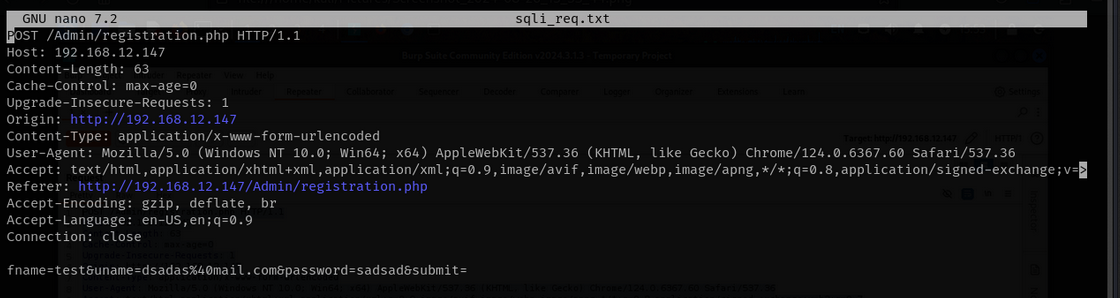 GNU nano 7.2 sqli_req.txt
POST /Admin/registration.php HTTP/1.1
Host: 192.168.12.147
Content-Length: 63
Cache-Control: max-age=0
Upgrade-Insecure-Requests: 1
Origin: http://192.168.12.147
Content-Type: application/x-www-form-urlencoded
User-Agent: Mozilla/5.0 (Windows NT 10.0; Win64; x64) AppleWebKit/537.36 (KHTML, like Gecko) Chrome/124.0.6367.60 Safari/537.36
Accept: text/html,application/xhtml+xml,application/xml;q=0.9,image/avif,image/webp,image/apng,*/*;q=0.8,application/signed-exchange;v=>
Referer: http://192.168.12.147/Admin/registration.php
Accept-Encoding: gzip, deflate, br
Accept-Language: en-US,en;q=0.9
Connection: close
fname=test&uname=dsadas%40mail.com&password=sadsad&submit=